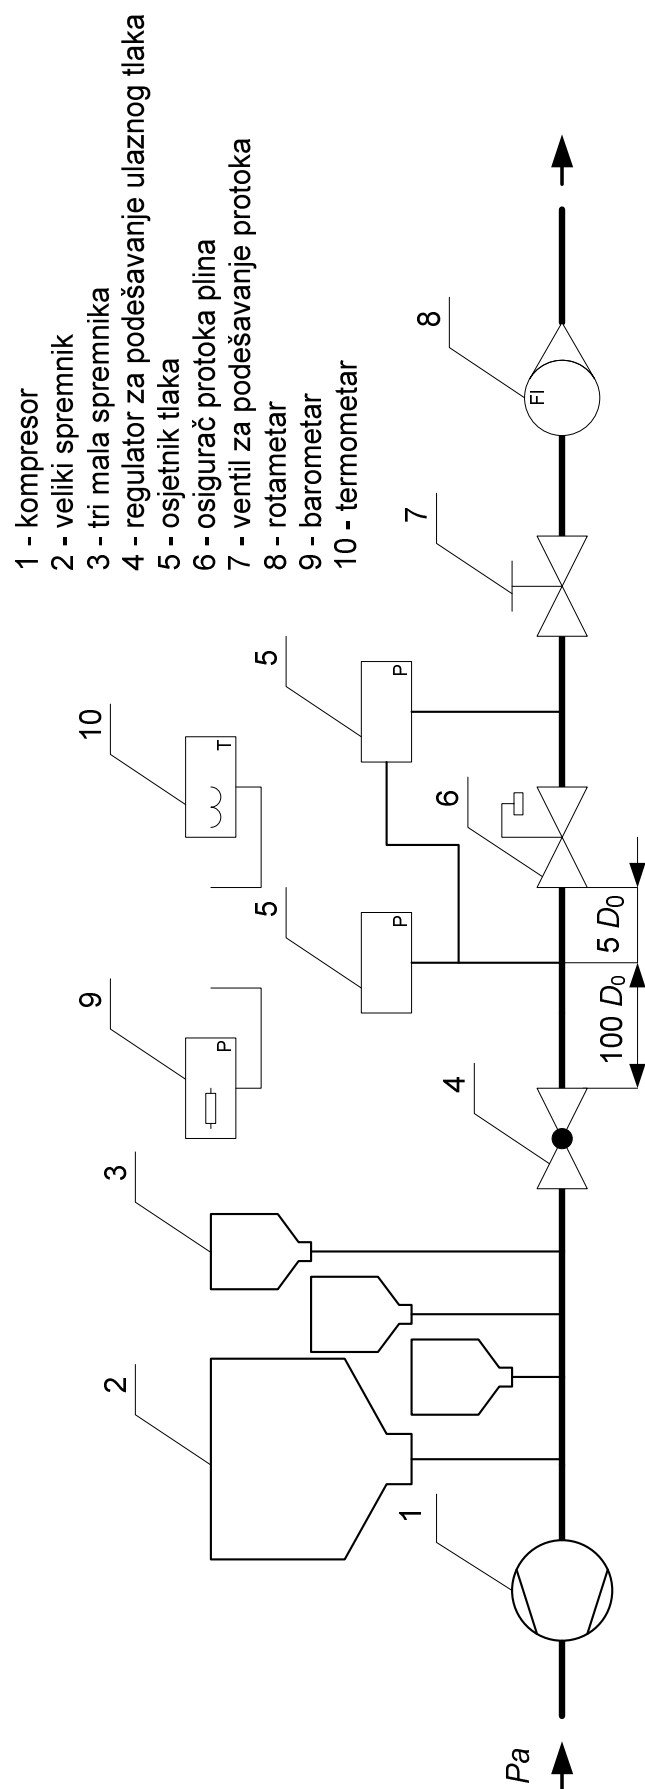 1 - kompresor
2 - veliki spremnik
3 - tri mala spremnika
4 - regulator za podešavanje ulaznog tlaka
5 - osjetnik tlaka
6 - osigurač protoka plina
7 - ventil za podešavanje protoka
8 - rotametar
9 - barometar
10 - termometar
2
3
9
P
10
T
5
P
5
P
1
4
6
7
8
FI
Pa
100 D0
5 D0